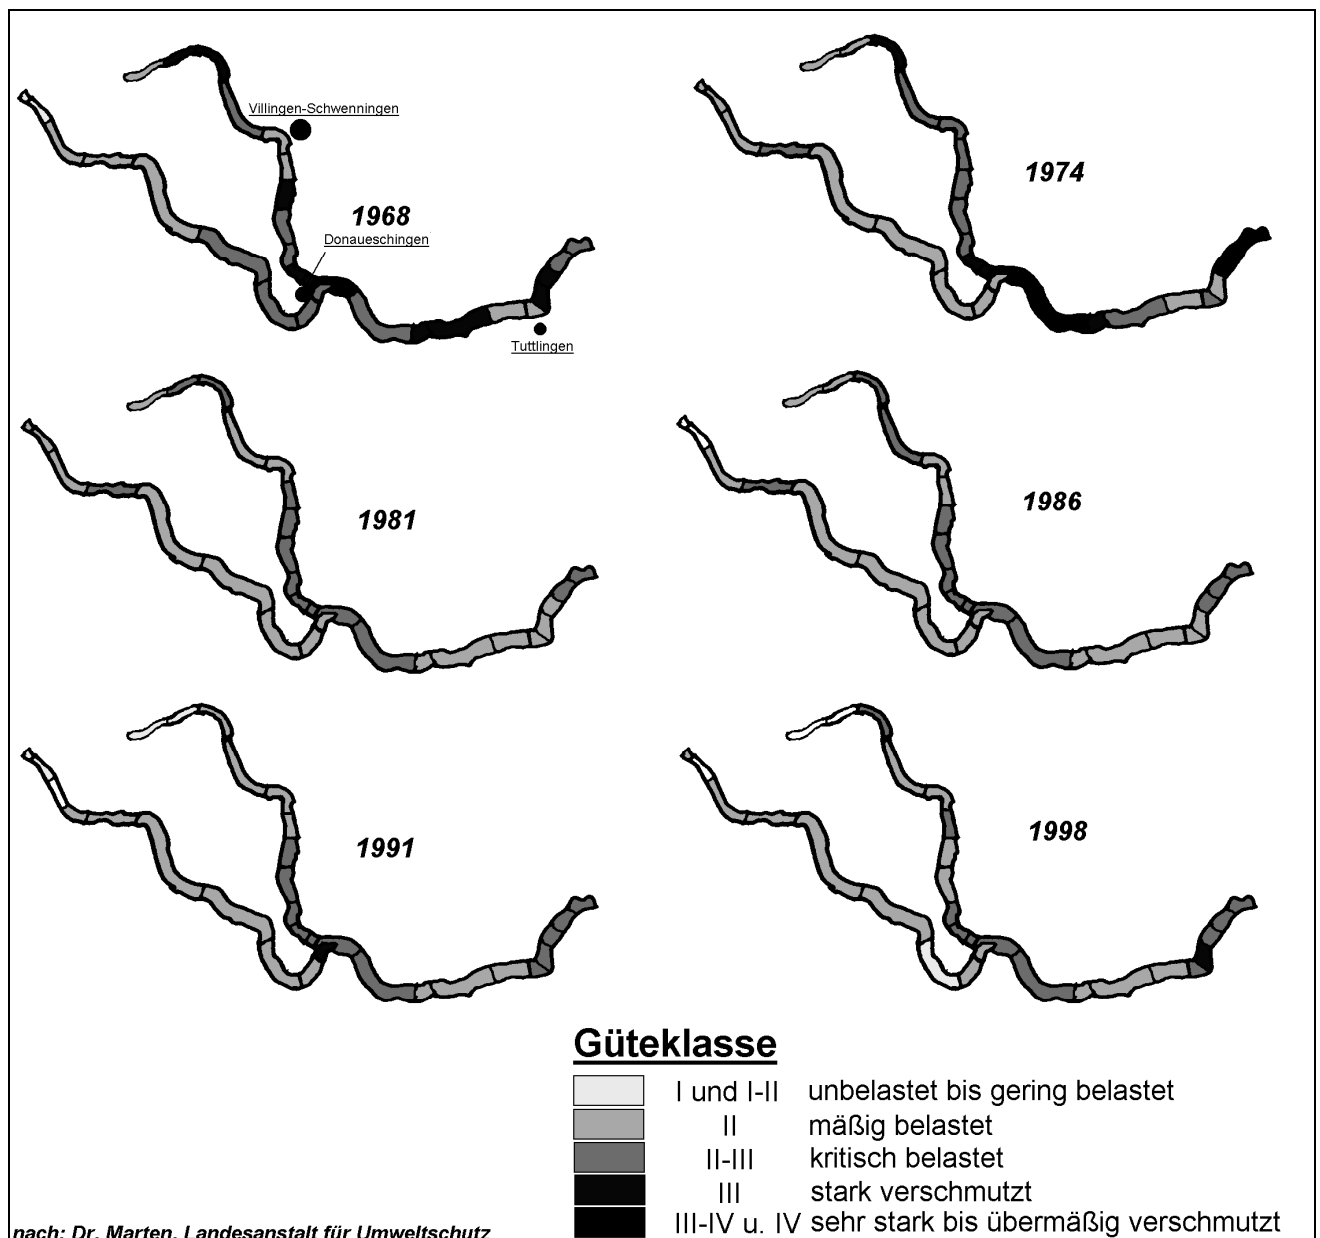 Villingen-Schwenningen
1968
Donaueschingen
Tuttlingen
1974
1981
1986
1991
1998
Güteklasse
I und I-II unbelastet bis gering belastet
II mäßig belastet
II-III kritisch belastet
III stark verschmutzt
III-IV u. IV sehr stark bis übermäßig verschmutzt
nach: Dr. Marten, Landesanstalt für Umweltschutz